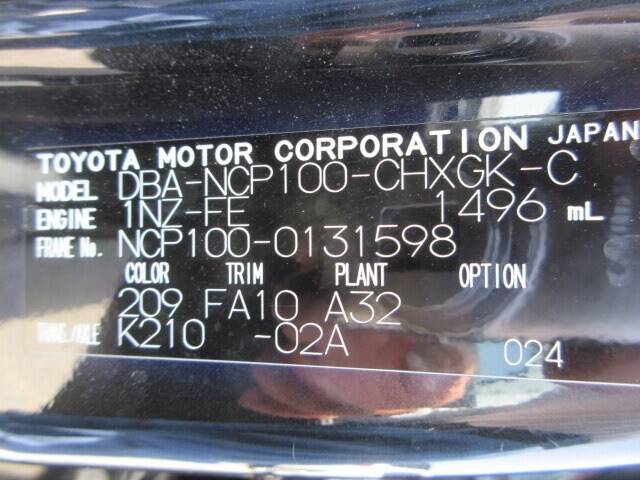 TOYOTA MOTOR CORPORATION JAPAN
MODEL DBA-NCP100-CHXGK-C
ENGINE 1NZ-FE 1496 mL
FRAME No. NCP100-0131598
COLOR TRIM PLANT OPTION
209 FA10 A32
TRANS./AXLE K210 -02A 024